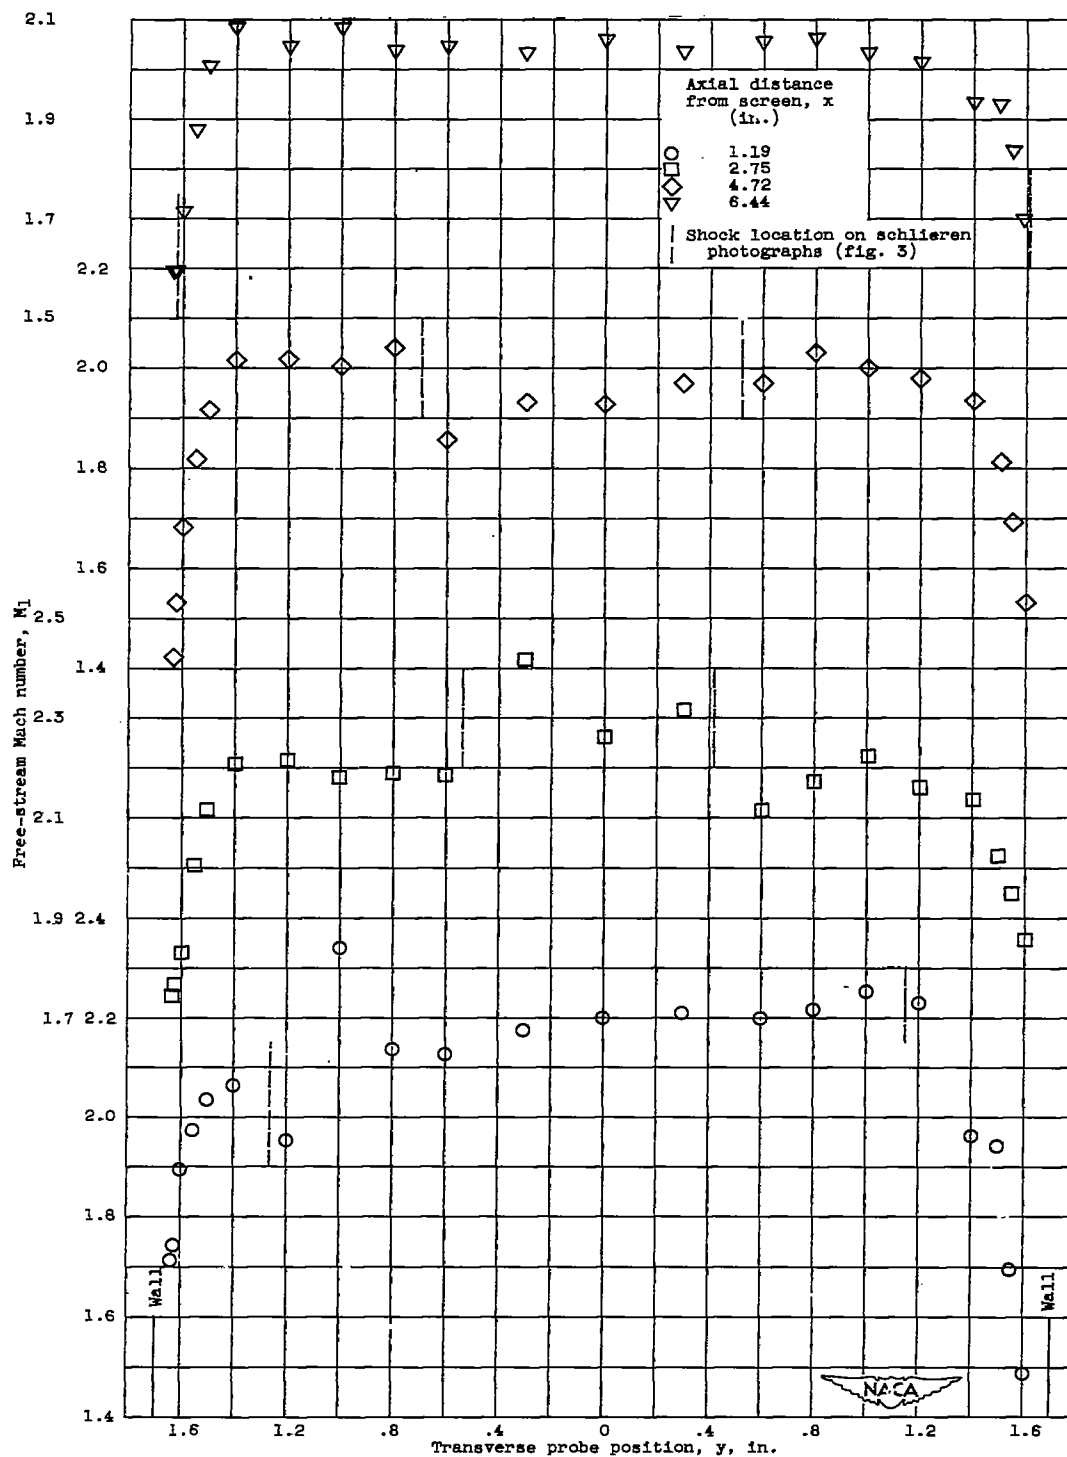 2.1
Axial distance
from screen, x
(in.)
1.9
1.19
2.75
4.72
6.44
1.7
Shock location on schlieren
photographs (fig. 3)
2.2
1.5
2.0
1.8
1.6
Free-stream Mach number, M1
2.5
1.4
2.3
2.1
1.9 2.4
1.7 2.2
2.0
1.8
Wall
Wall
1.6
NACA
1.4
1.6 1.2 .8 .4 0 .4 .8 1.2 1.6
Transverse probe position, y, in.